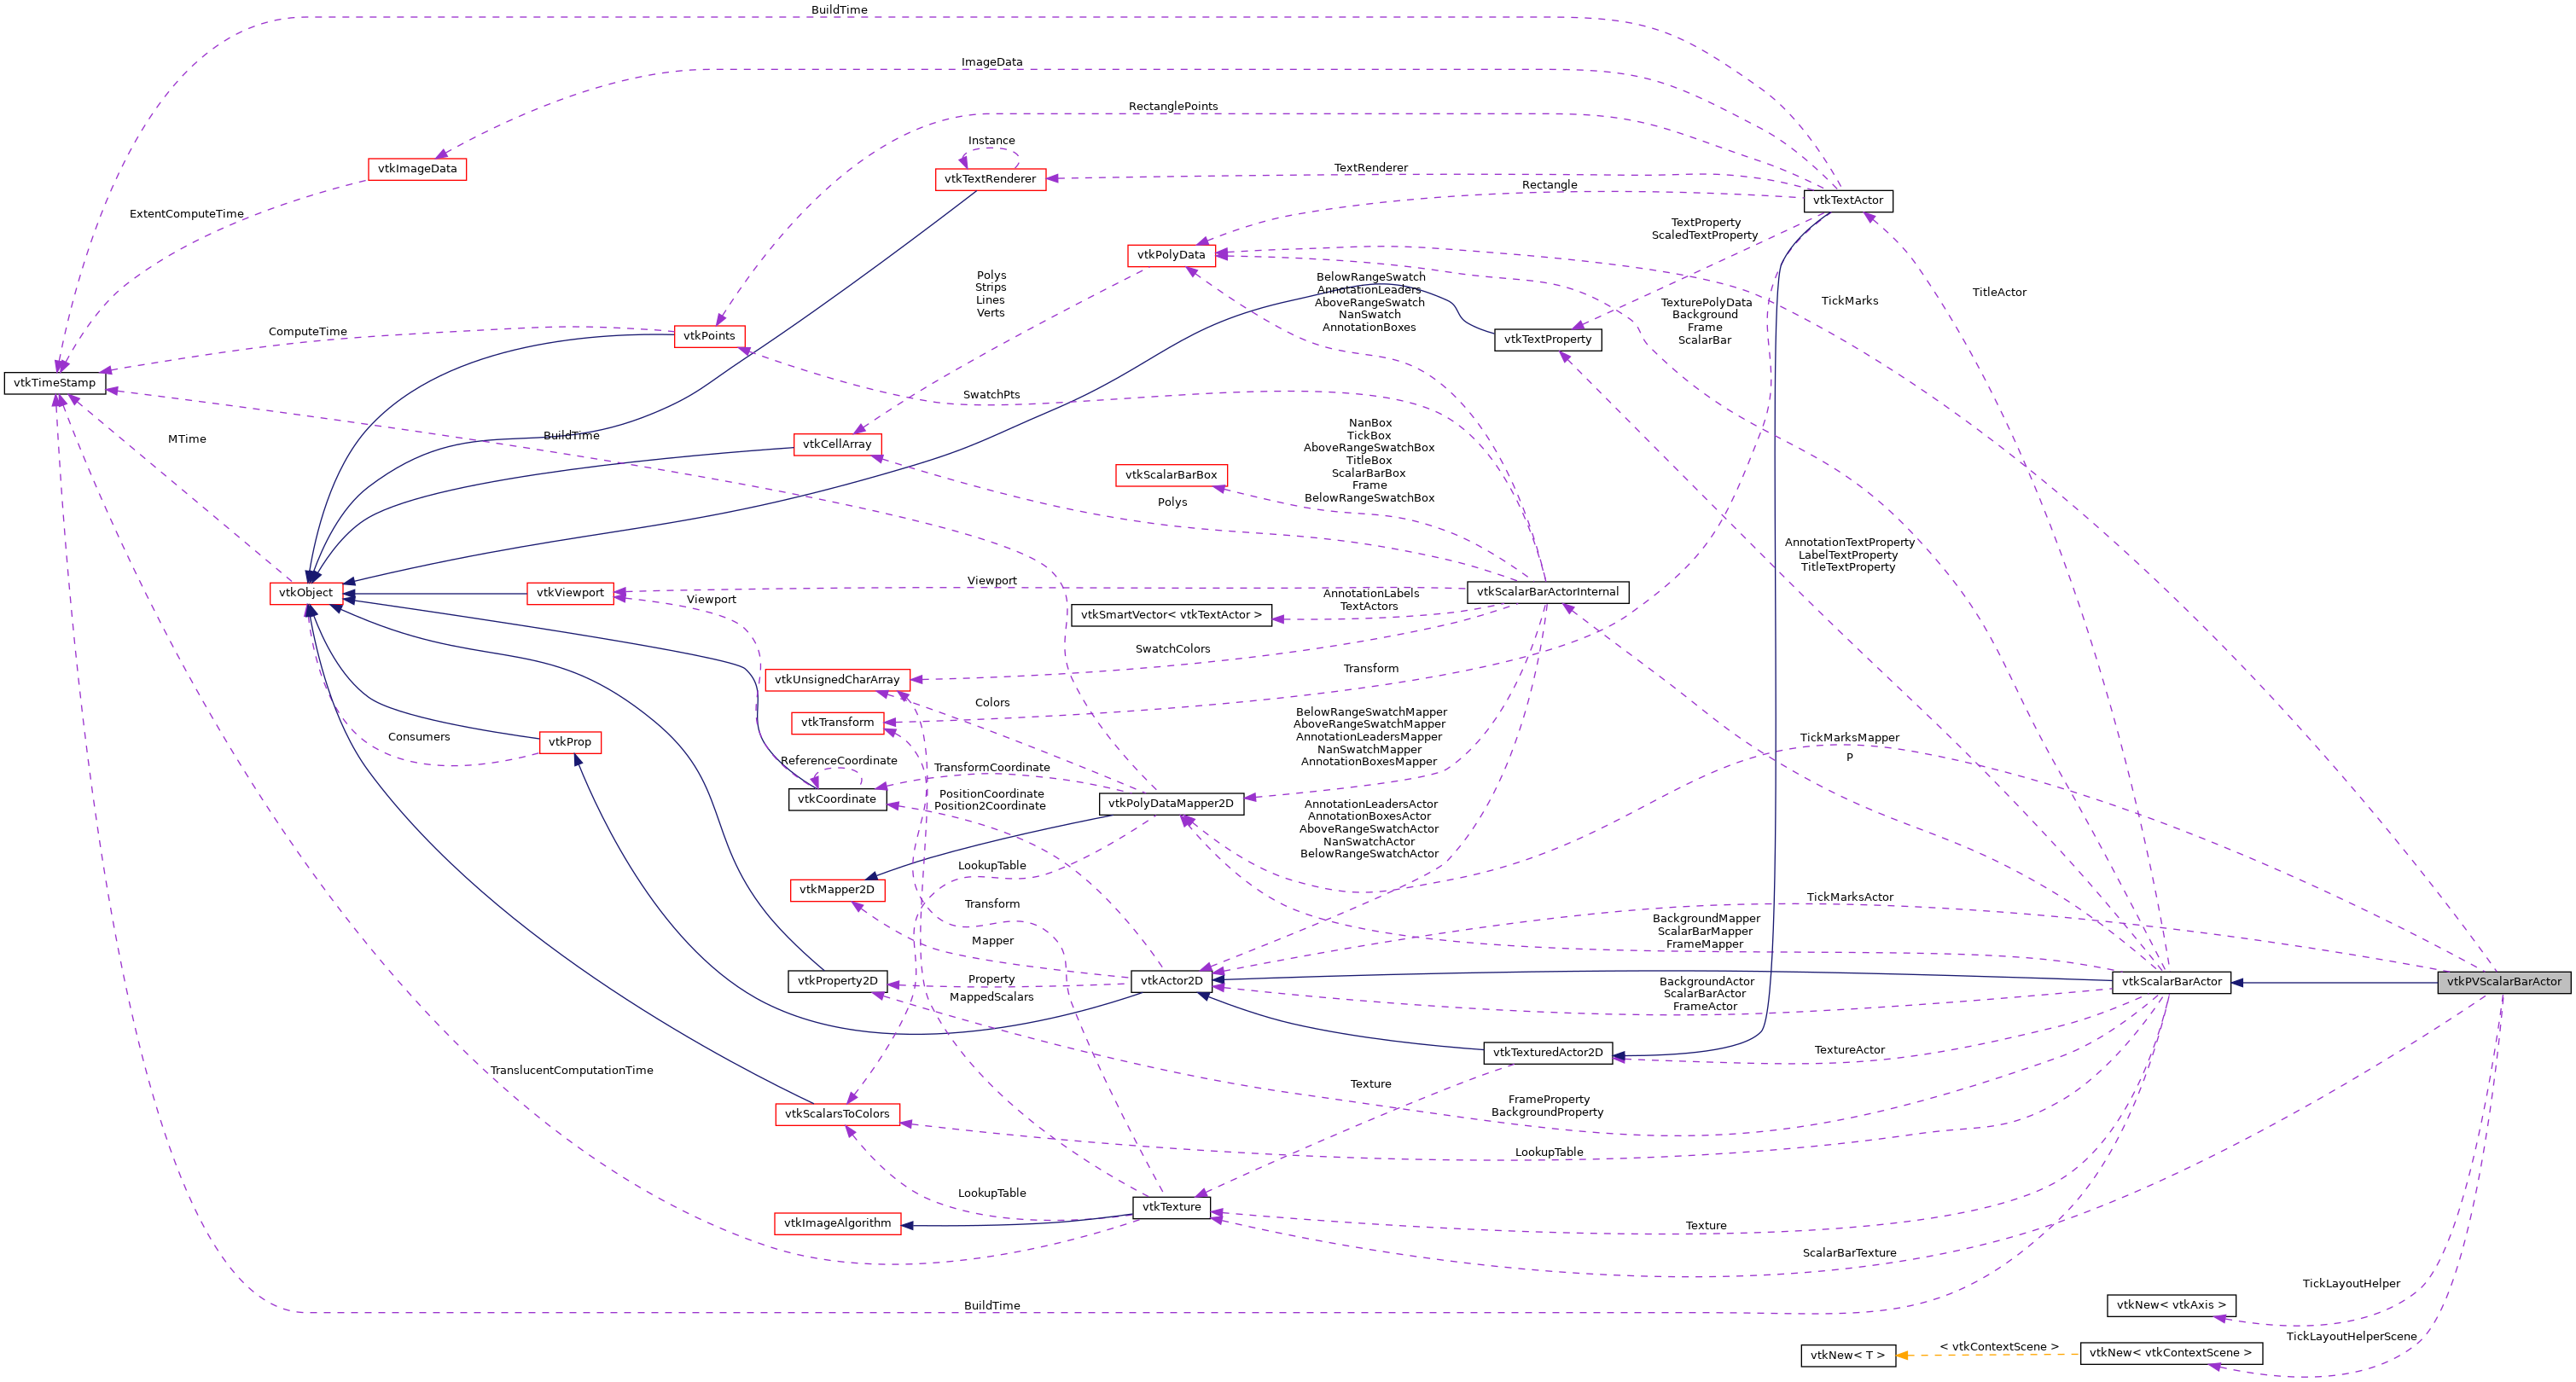 BuildTime
ImageData
RectanglePoints
Instance
vtkImageData
vtkTextRenderer
TextRenderer
Rectangle
vtkTextActor
ExtentComputeTime
TextProperty
ScaledTextProperty
vtkPolyData
Polys
Strips
Lines
Verts
BelowRangeSwatch
AnnotationLeaders
AboveRangeSwatch
NanSwatch
AnnotationBoxes
TexturePolyData
Background
Frame
ScalarBar
TickMarks
TitleActor
ComputeTime
vtkPoints
vtkTextProperty
vtkTimeStamp
SwatchPts
MTime
BuildTime
vtkCellArray
NanBox
TickBox
AboveRangeSwatchBox
TitleBox
ScalarBarBox
Frame
BelowRangeSwatchBox
vtkScalarBarBox
Polys
AnnotationTextProperty
LabelTextProperty
TitleTextProperty
vtkObject
vtkViewport
Viewport
Viewport
vtkScalarBarActorInternal
vtkSmartVector< vtkTextActor >
AnnotationLabels
TextActors
SwatchColors
vtkUnsignedCharArray
Transform
Colors
vtkTransform
BelowRangeSwatchMapper
AboveRangeSwatchMapper
AnnotationLeadersMapper
NanSwatchMapper
AnnotationBoxesMapper
TickMarksMapper
P
vtkProp
Consumers
ReferenceCoordinate
TransformCoordinate
vtkCoordinate
PositionCoordinate
Position2Coordinate
vtkPolyDataMapper2D
AnnotationLeadersActor
AnnotationBoxesActor
AboveRangeSwatchActor
NanSwatchActor
BelowRangeSwatchActor
LookupTable
vtkMapper2D
Transform
TickMarksActor
BackgroundMapper
ScalarBarMapper
FrameMapper
Mapper
vtkProperty2D
Property
MappedScalars
vtkActor2D
BackgroundActor
ScalarBarActor
FrameActor
vtkScalarBarActor
vtkPVScalarBarActor
vtkTexturedActor2D
TextureActor
TranslucentComputationTime
Texture
FrameProperty
BackgroundProperty
vtkScalarsToColors
LookupTable
LookupTable
vtkTexture
vtkImageAlgorithm
Texture
ScalarBarTexture
TickLayoutHelper
BuildTime
vtkNew< vtkAxis >
TickLayoutHelperScene
vtkNew< T >
< vtkContextScene >
vtkNew< vtkContextScene >